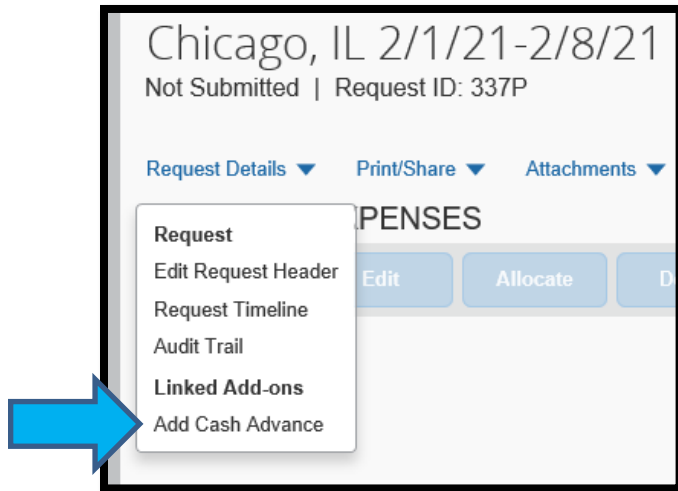 Chicago, IL 2/1/21-2/8/21
Not Submitted | Request ID: 337P
Request Details Print/Share Attachments
PENSES
Edit Allocate
Request
Edit Request Header
Request Timeline
Audit Trail
Linked Add-ons
Add Cash Advance